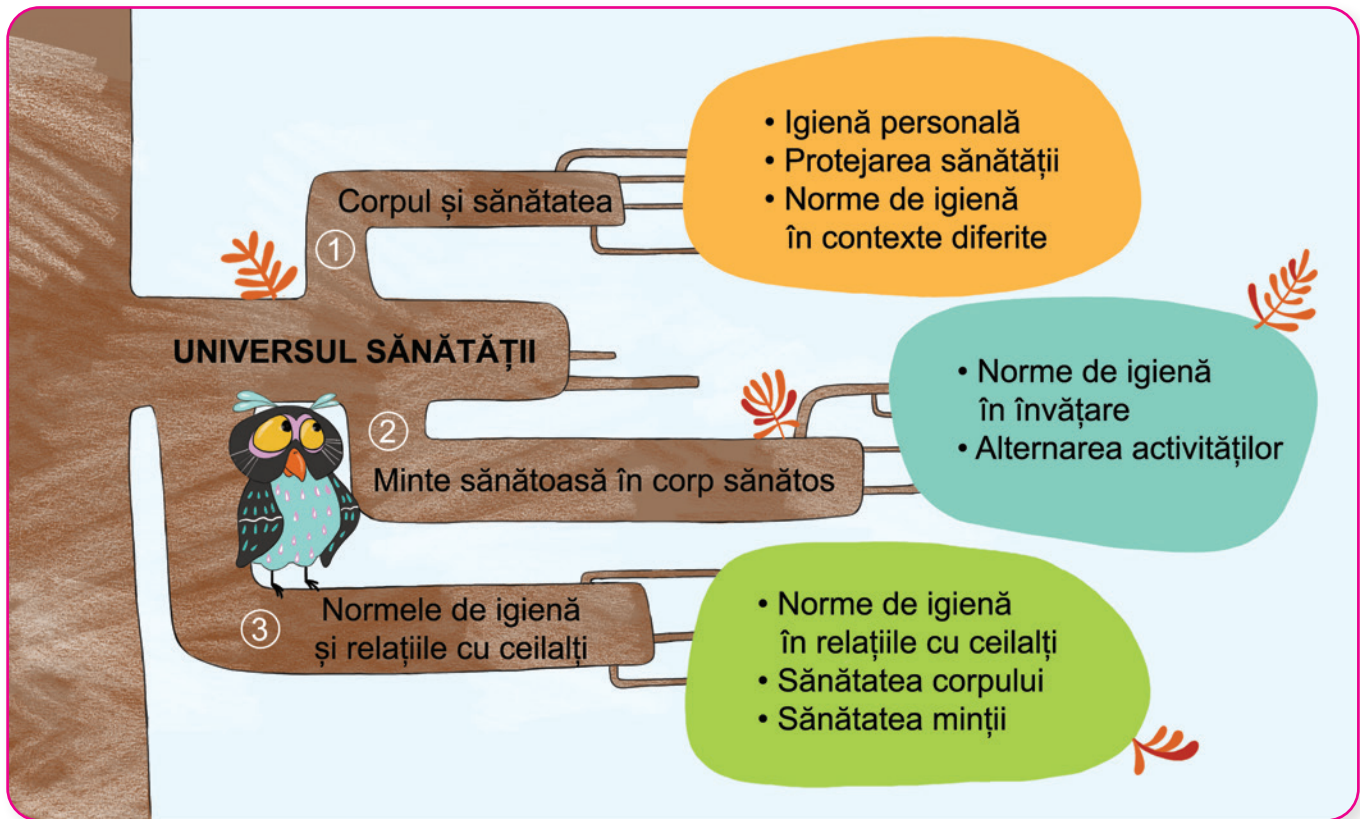 UNIVERSUL SĂNĂTĂȚII
1
Corpul și sănătatea
• Igienă personală
• Protejarea sănătății
• Norme de igienă
în contexte diferite
2
Minte sănătoasă în corp sănătos
• Norme de igienă
în învățare
• Alternarea activităților
3
Normele de igienă
și relațiile cu ceilalți
• Norme de igienă
în relațiile cu ceilalți
• Sănătatea corpului
• Sănătatea minții